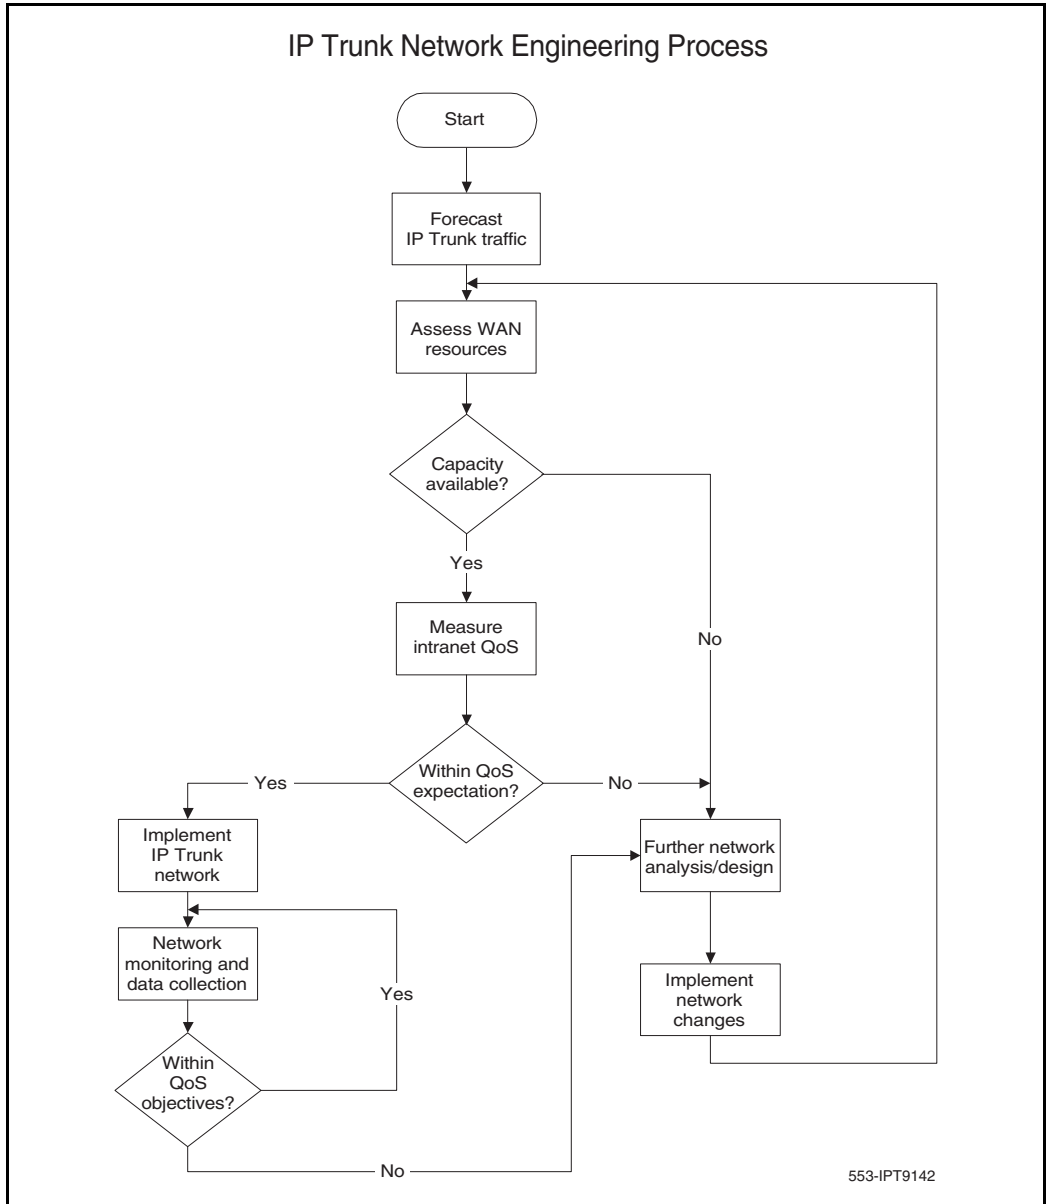 IP Trunk Network Engineering Process
Start
Forecast
IP Trunk traffic
Assess WAN
resources
Capacity
available?
Yes
No
Measure
intranet QoS
Within QoS
expectation?
Yes
No
Implement
IP Trunk
network
Further network
analysis/design
Network
monitoring and
data collection
Yes
Implement
network
changes
Within
QoS
objectives?
No
553-IPT9142